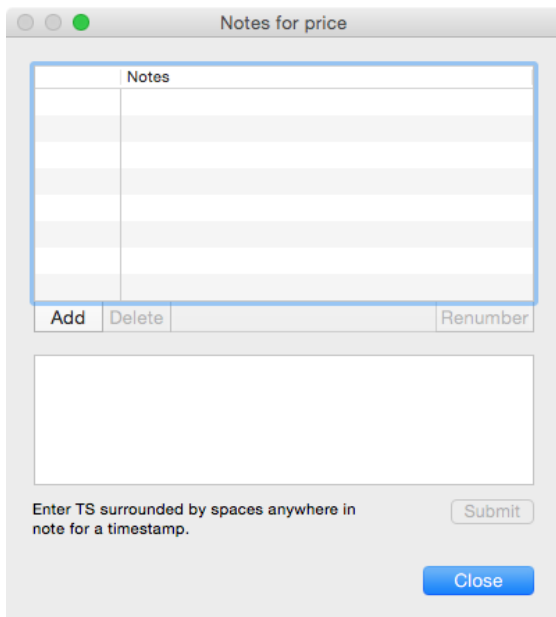 Notes for price
Notes
Add Delete Renumber
Enter TS surrounded by spaces anywhere in
note for a timestamp.
Submit
Close